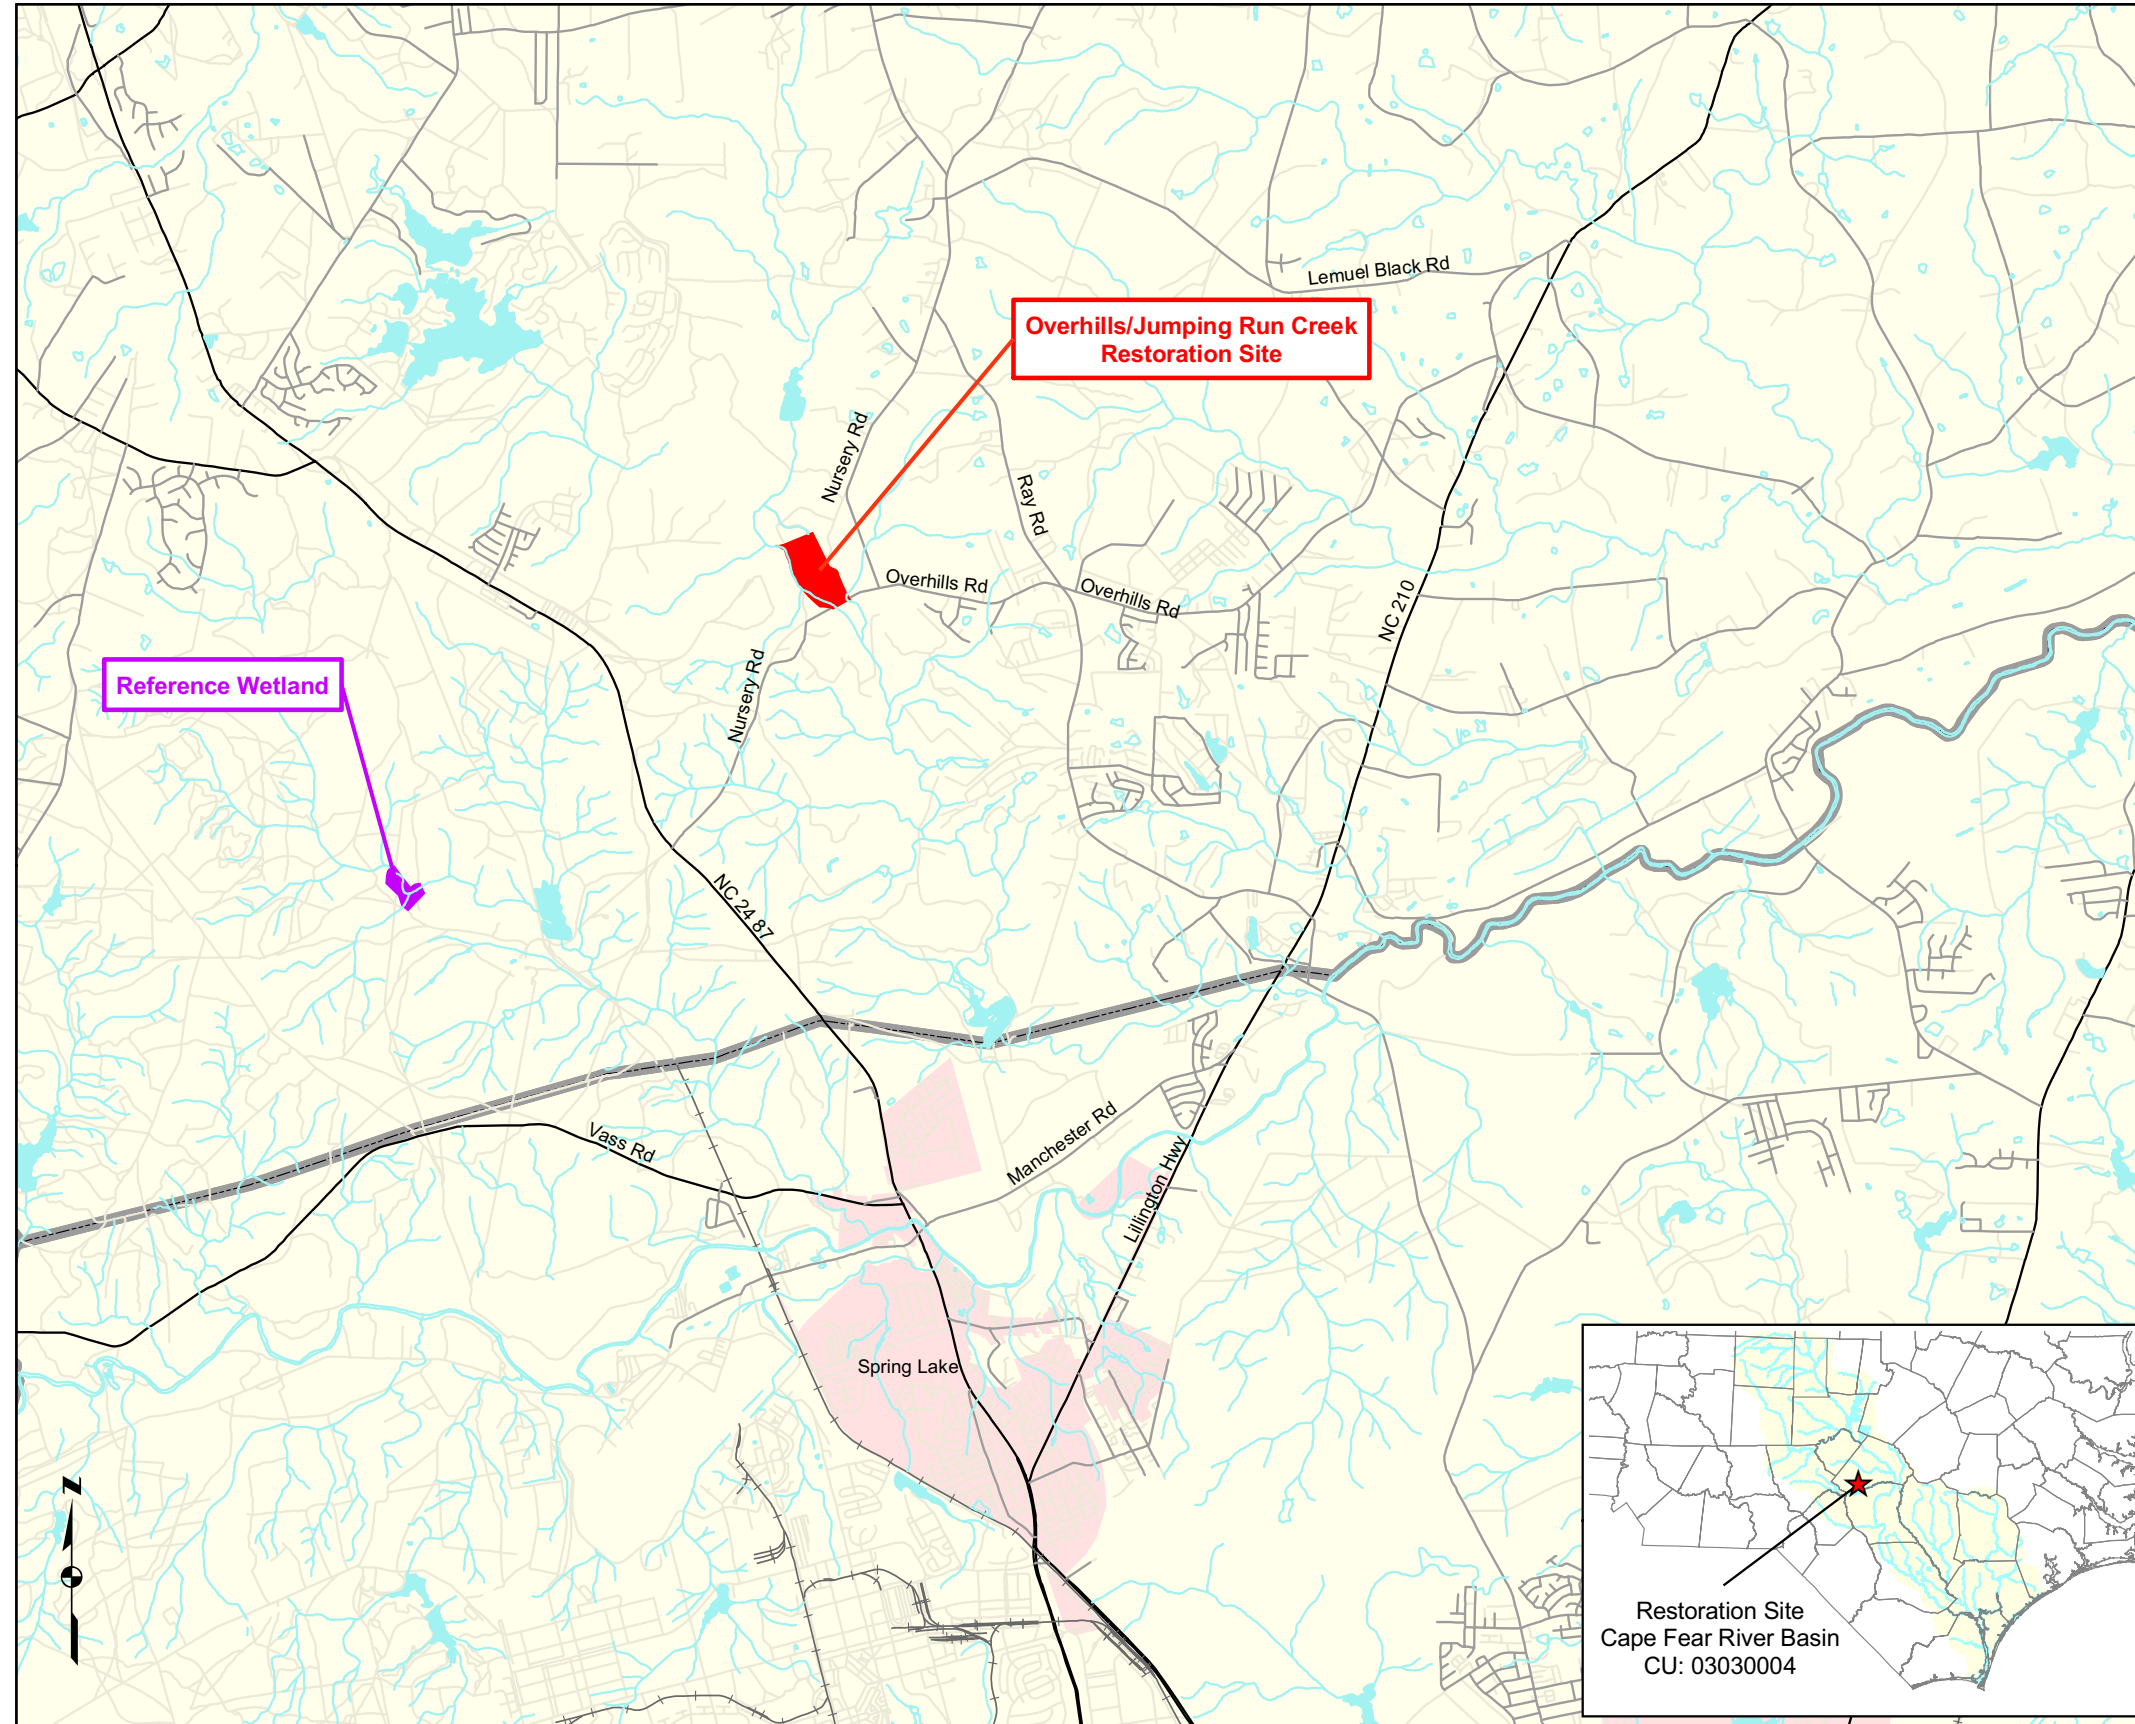 Lemuel Black Rd
Overhills/Jumping Run Creek
Restoration Site
Nursery Rd
Ray Rd
Overhills Rd
Overhills Rd
NC 210
Nursery Rd
Reference Wetland
NC 24 87
Vass Rd
Manchester Rd
Lillington Hwy
Spring Lake
N
Restoration Site
Cape Fear River Basin
CU: 03030004